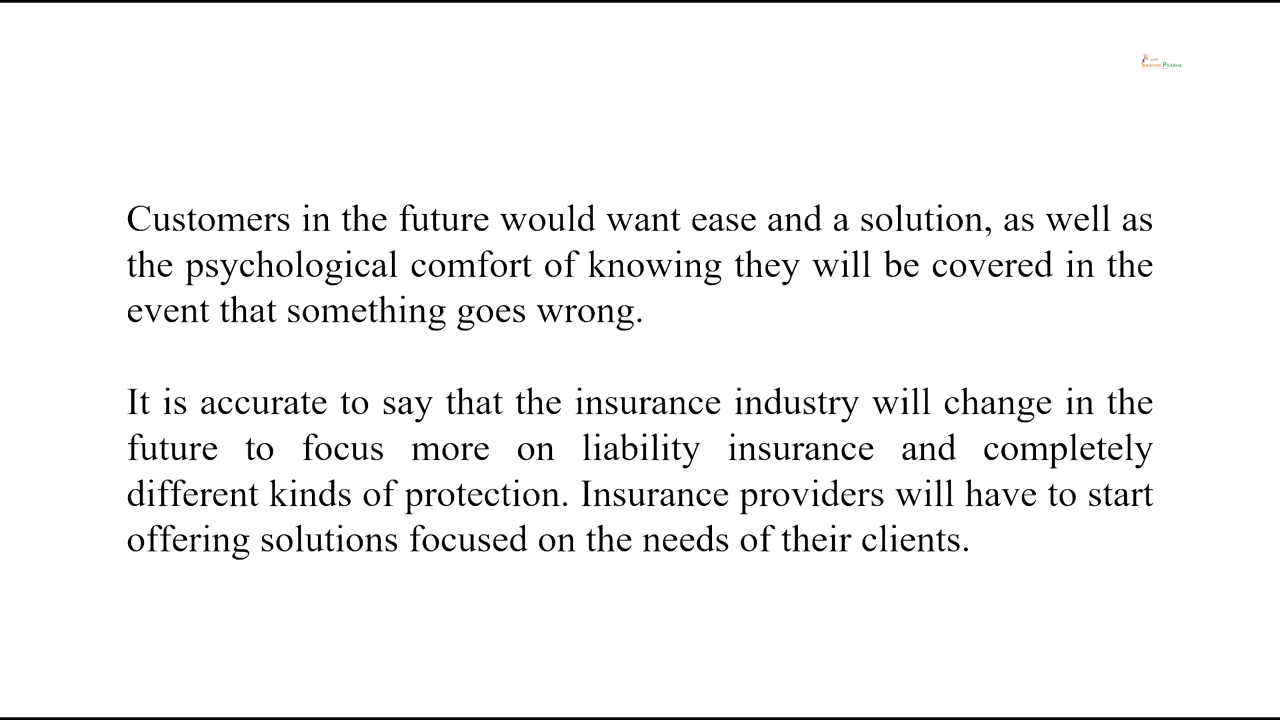 SWAYAM PRABHA
Customers in the future would want ease and a solution, as well as
the psychological comfort of knowing they will be covered in the
event that something goes wrong.
It is accurate to say that the insurance industry will change in the
future to focus more on liability insurance and completely
different kinds of protection. Insurance providers will have to start
offering solutions focused on the needs of their clients.